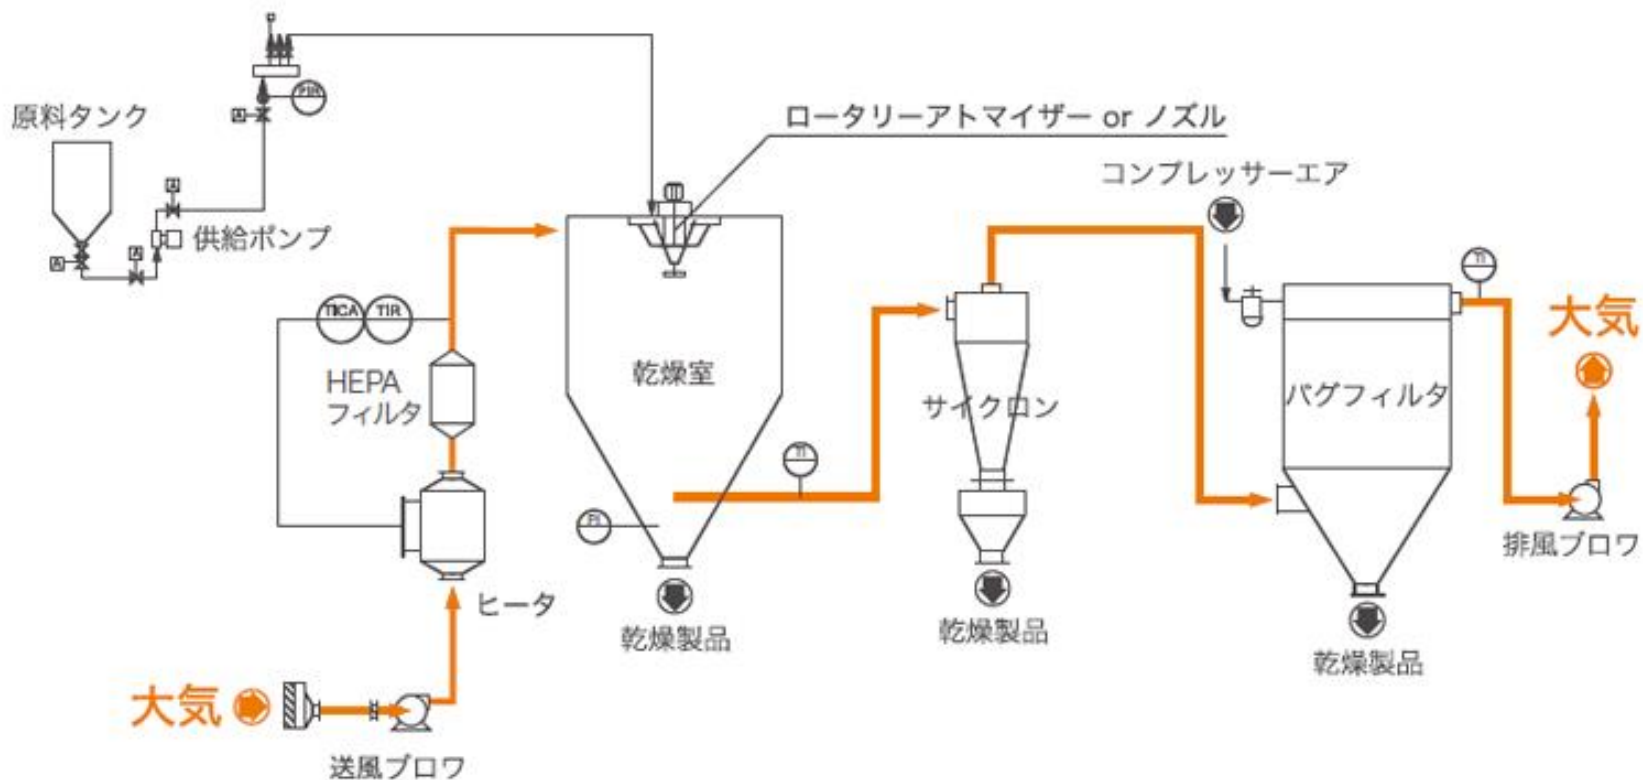 原料タンク
A
A
A
A
PIR
供給ポンプ
ロータリーアトマイザー or ノズル
コンプレッサーエア
TICA
TIR
HEPA
フィルタ
乾燥室
TI
PI
サイクロン
バグフィルタ
TI
大気
排風ブロワ
ヒータ
乾燥製品
乾燥製品
乾燥製品
大気
送風ブロワ